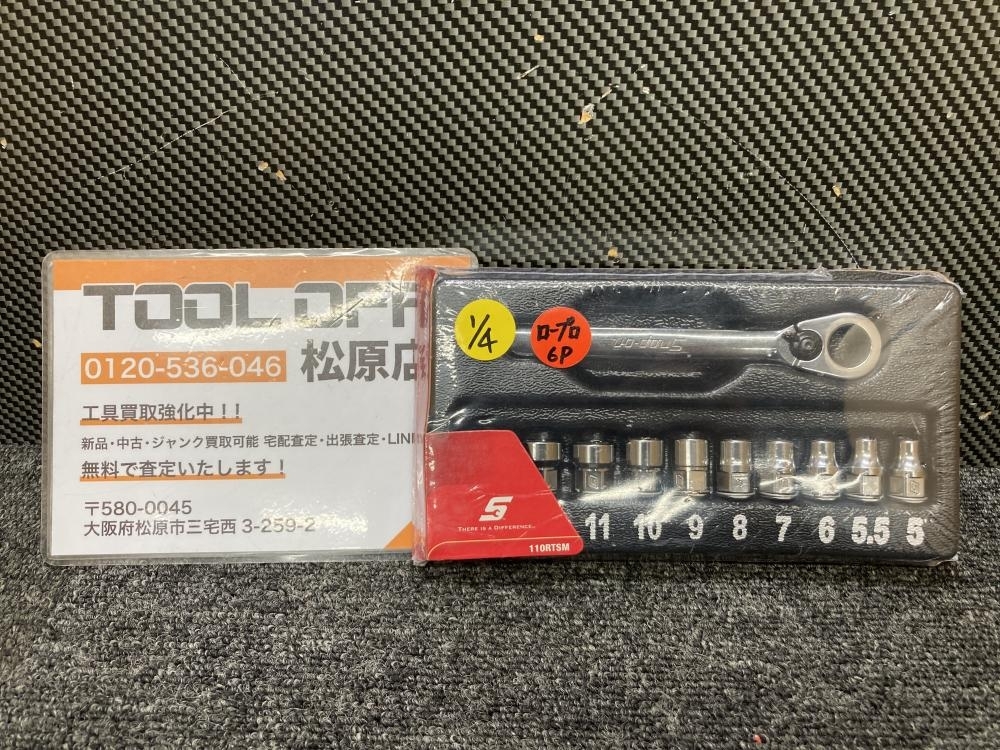 TOOL OFF
0120-536-046
松原店
工具買取強化中！！
新品・中古・ジャンク買取可能 宅配査定・出張査定・LIN
無料で査定いたします！
〒580-0045
大阪府松原市三宅西 3-259-2
1/4
ロープロ
6P
Snap-on
S
THERE IS A DIFFERENCE
110RTSM
11 10 9 8 7 6 5.5 5